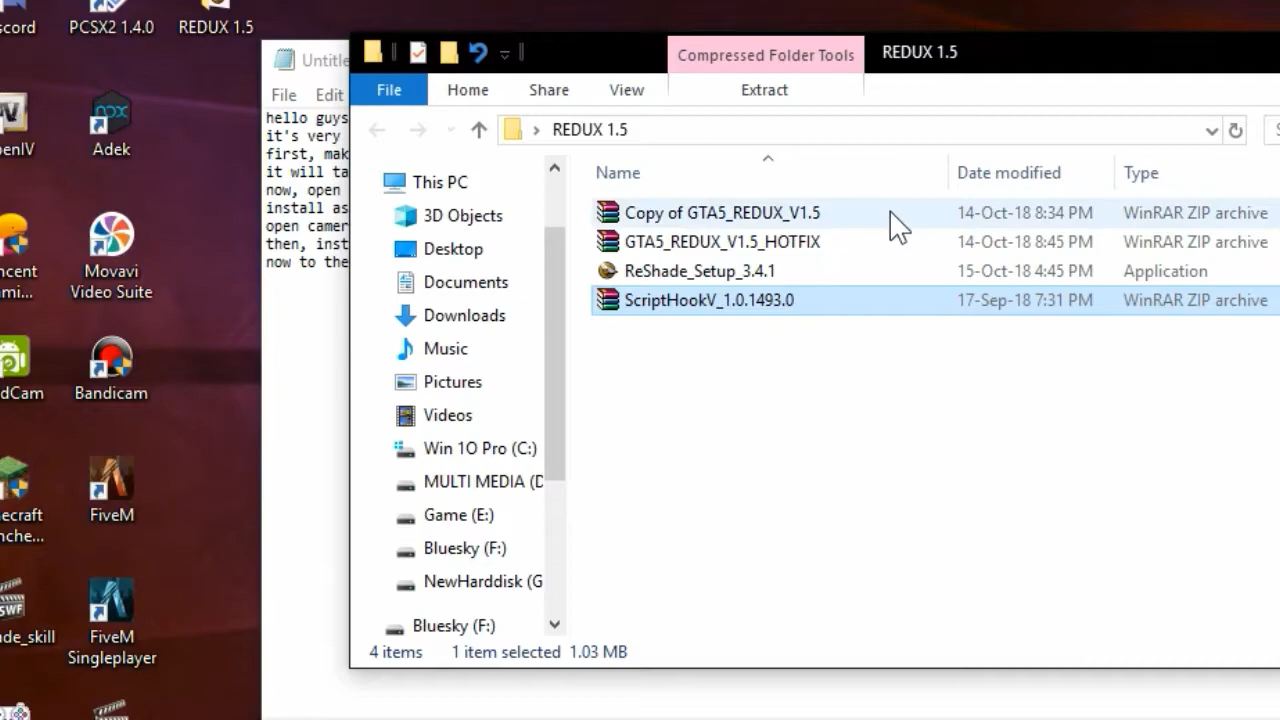 scord
PCSX2 1.4.0
REDUX 1.5
Untitle
Compressed Folder Tools
REDUX 1.5
File
Home
Share
View
Extract
File
Edit
REDUX 1.5
hello guys
it's very
first, mak
it will ta
now, open
install as
open camer
then, inst
now to the
enIV
Adek
This PC
3D Objects
Desktop
Documents
Downloads
Music
Pictures
Videos
Win 1O Pro (C:)
MULTI MEDIA (D
Game (E:)
Bluesky (F:)
NewHarddisk (G
Bluesky (F:)
Name
Date modified
Type
Copy of GTA5_REDUX_V1.5
14-Oct-18 8:34 PM
WinRAR ZIP archive
GTA5_REDUX_V1.5_HOTFIX
14-Oct-18 8:45 PM
WinRAR ZIP archive
ReShade_Setup_3.4.1
15-Oct-18 4:45 PM
Application
ScriptHookV_1.0.1493.0
17-Sep-18 7:31 PM
WinRAR ZIP archive
ncent
mi...
Movavi
Video Suite
dCam
Bandicam
ecraft
nche...
FiveM
SWF
de_skill
FiveM
Singleplayer
4 items
1 item selected 1.03 MB